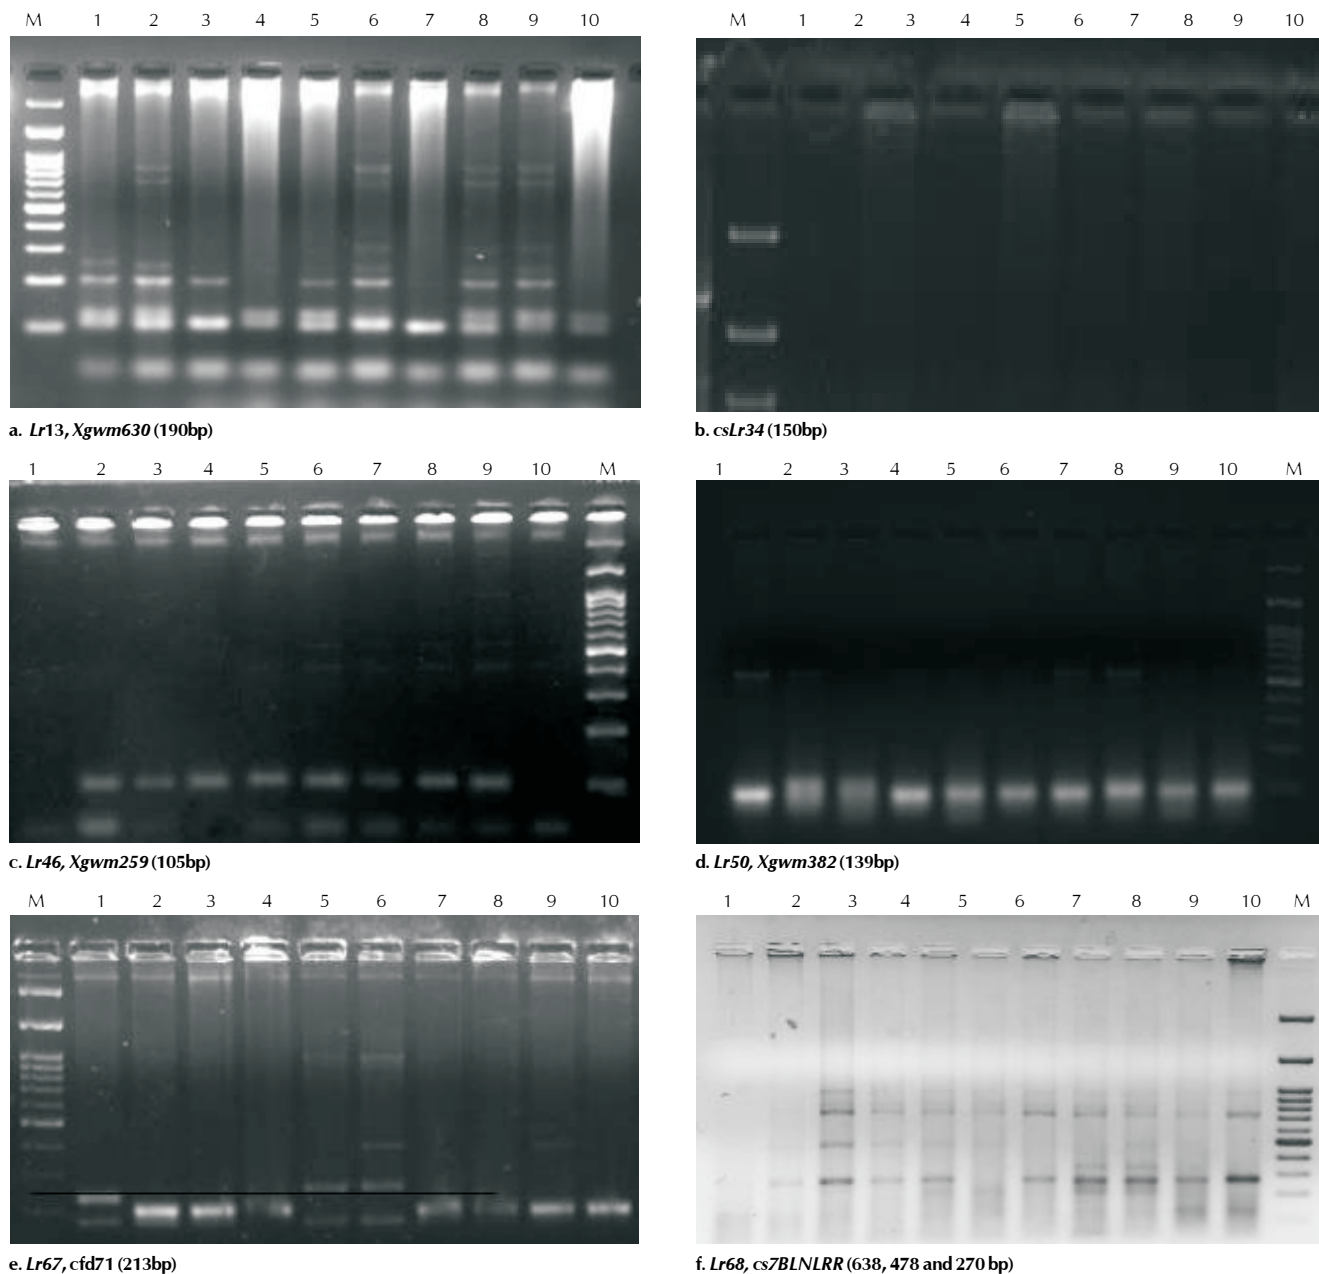 M 1 2 3 4 5 6 7 8 9 10
M 1 2 3 4 5 6 7 8 9 10
a. Lr13, Xgwm630 (190bp)
b. csLr34 (150bp)
1 2 3 4 5 6 7 8 9 10 M
1 2 3 4 5 6 7 8 9 10 M
c. Lr46, Xgwm259 (105bp)
d. Lr50, Xgwm382 (139bp)
M 1 2 3 4 5 6 7 8 9 10
1 2 3 4 5 6 7 8 9 10 M
e. Lr67, cfd71 (213bp)
f. Lr68, cs7BLNLRR (638, 478 and 270 bp)